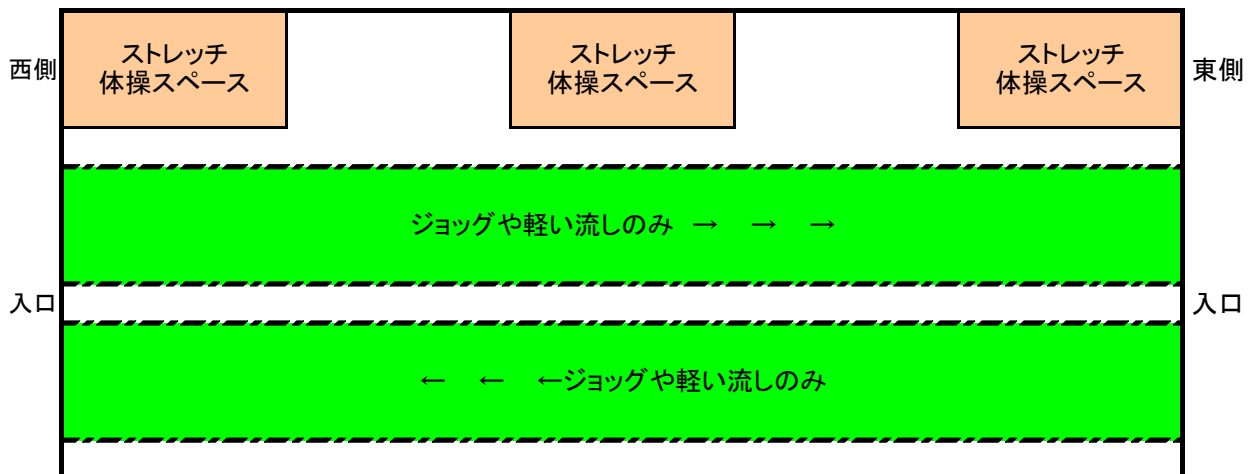 ストレッチ
体操スペース
ストレッチ
体操スペース
ストレッチ
体操スペース
西側
東側
ジョッグや軽い流しのみ → → →
入口
入口
← ← ←ジョッグや軽い流しのみ